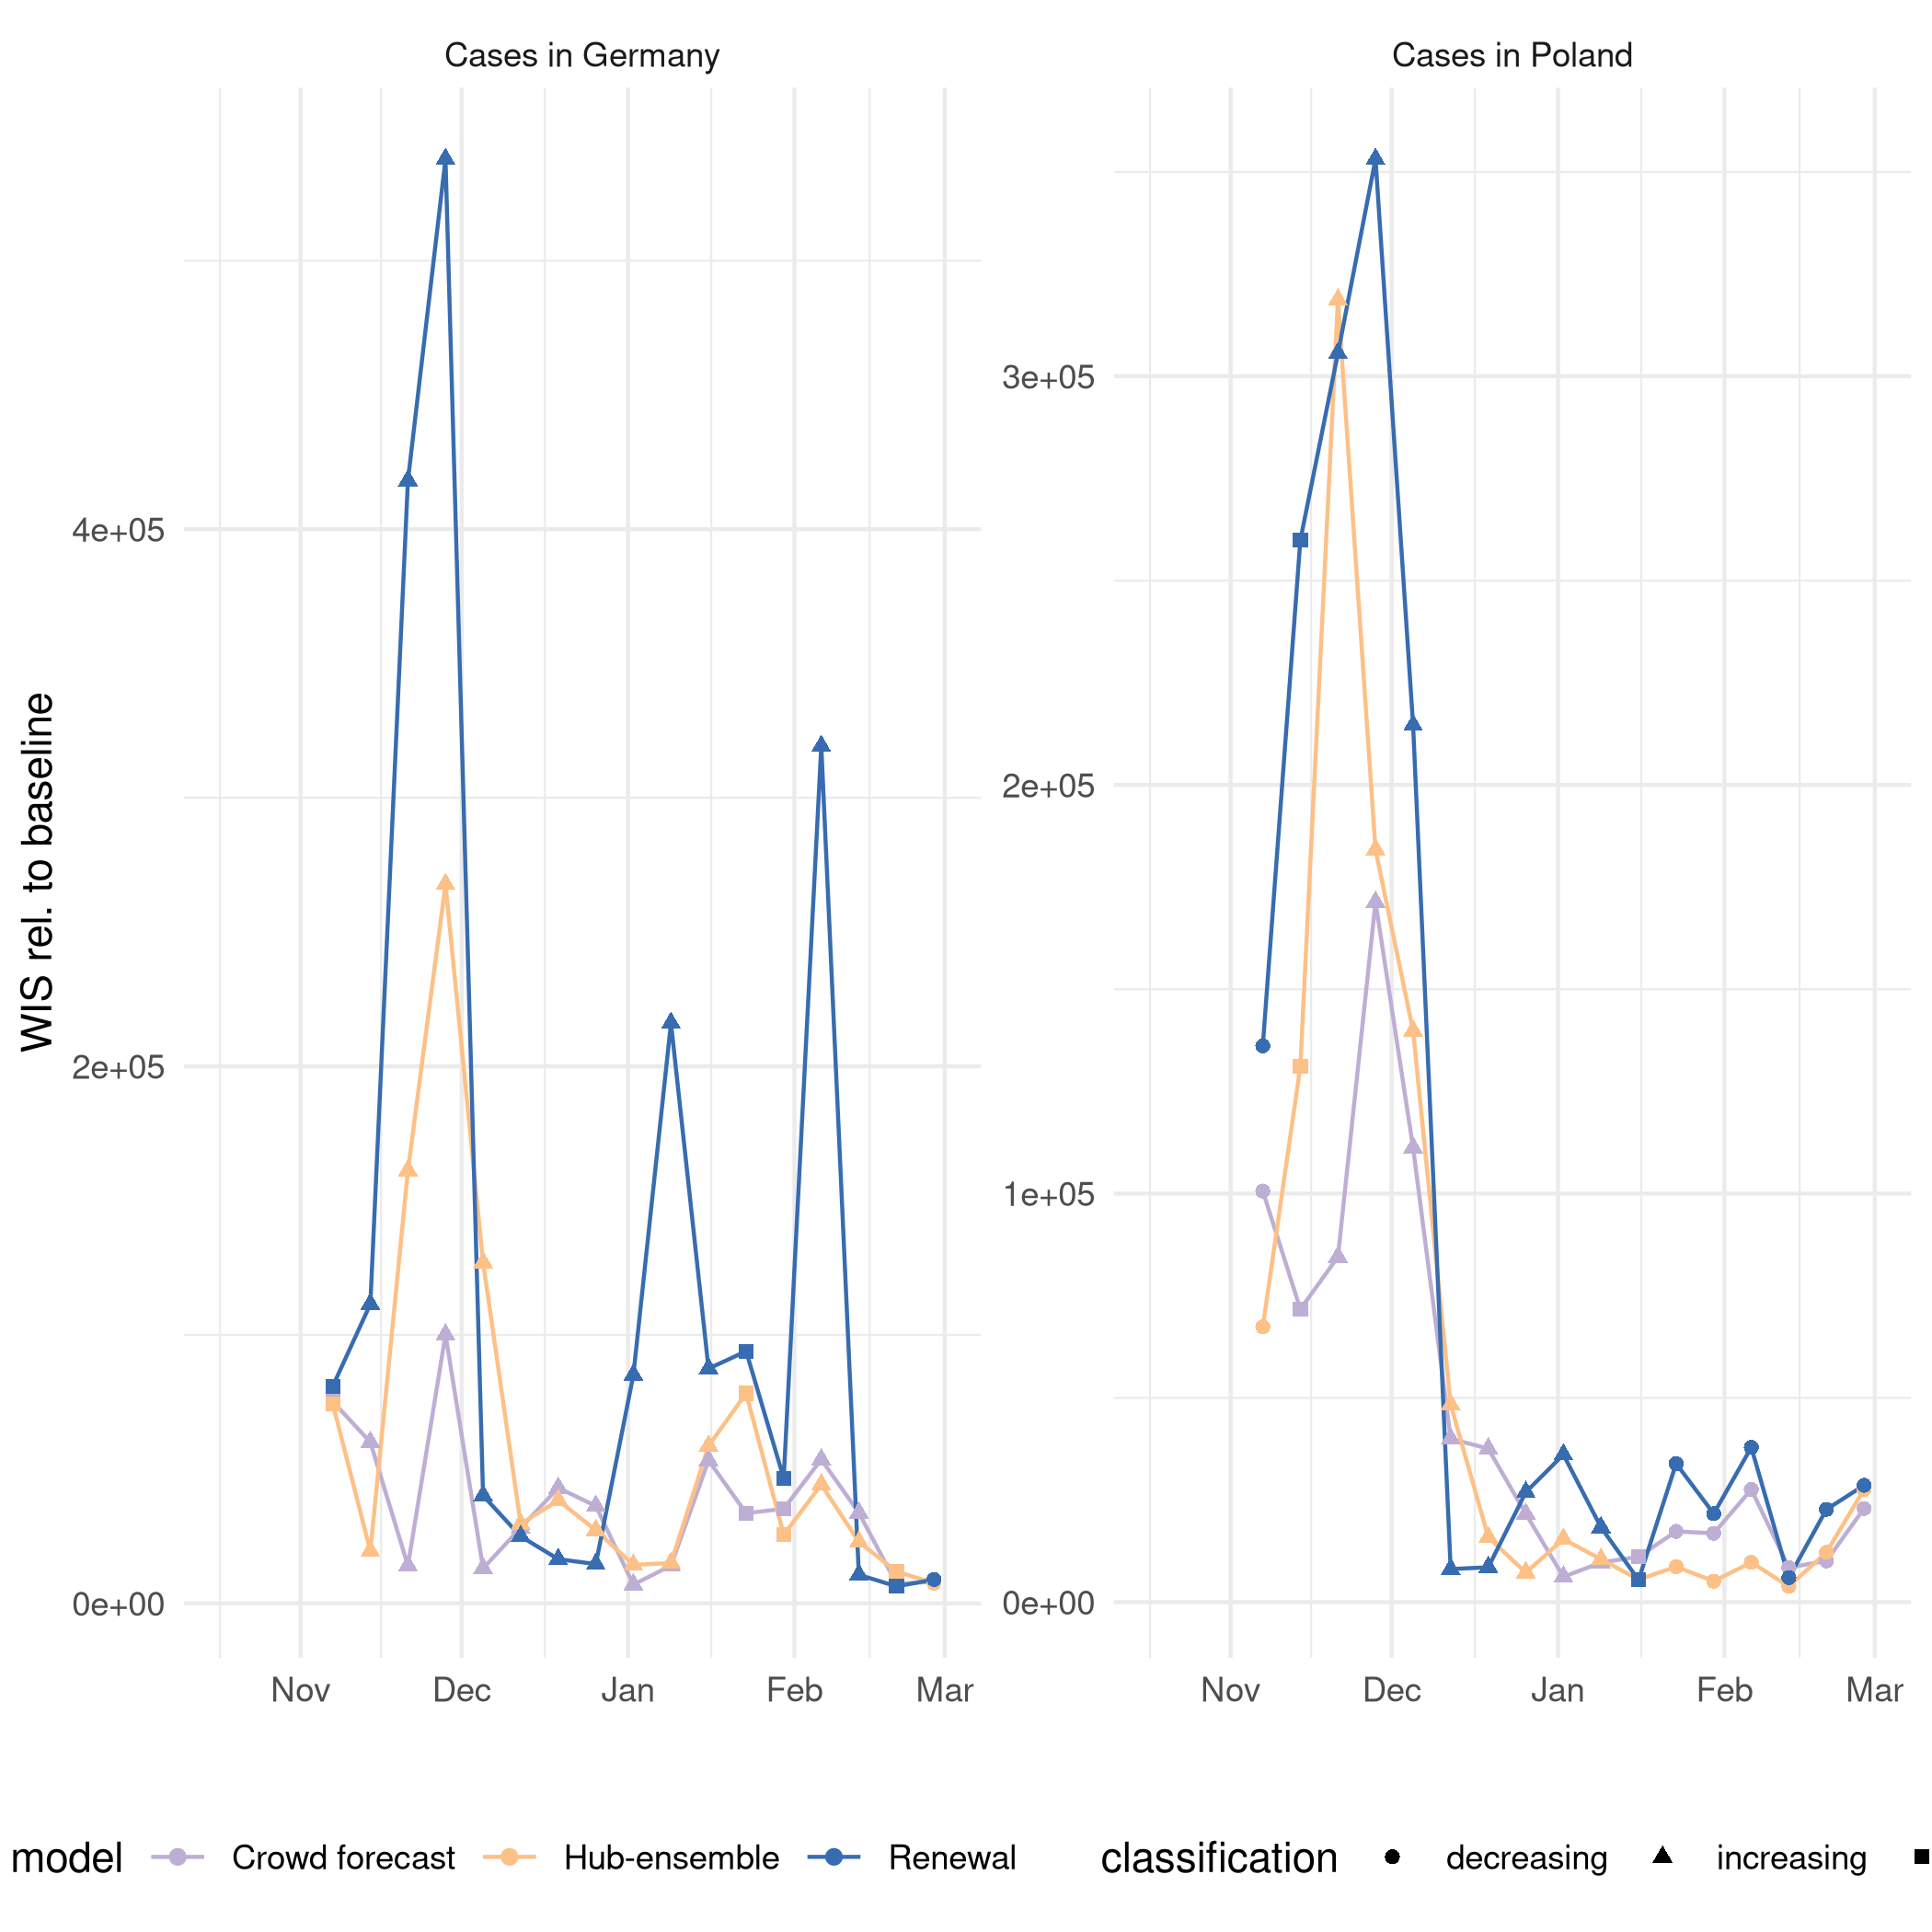 Cases in Germany
Cases in Poland
WIS rel. to baseline
4e+05
2e+05
0e+00
3e+05
2e+05
1e+05
0e+00
Nov Dec Jan Feb Mar
Nov Dec Jan Feb Mar
model Crowd forecast Hub-ensemble Renewal classification decreasing increasing